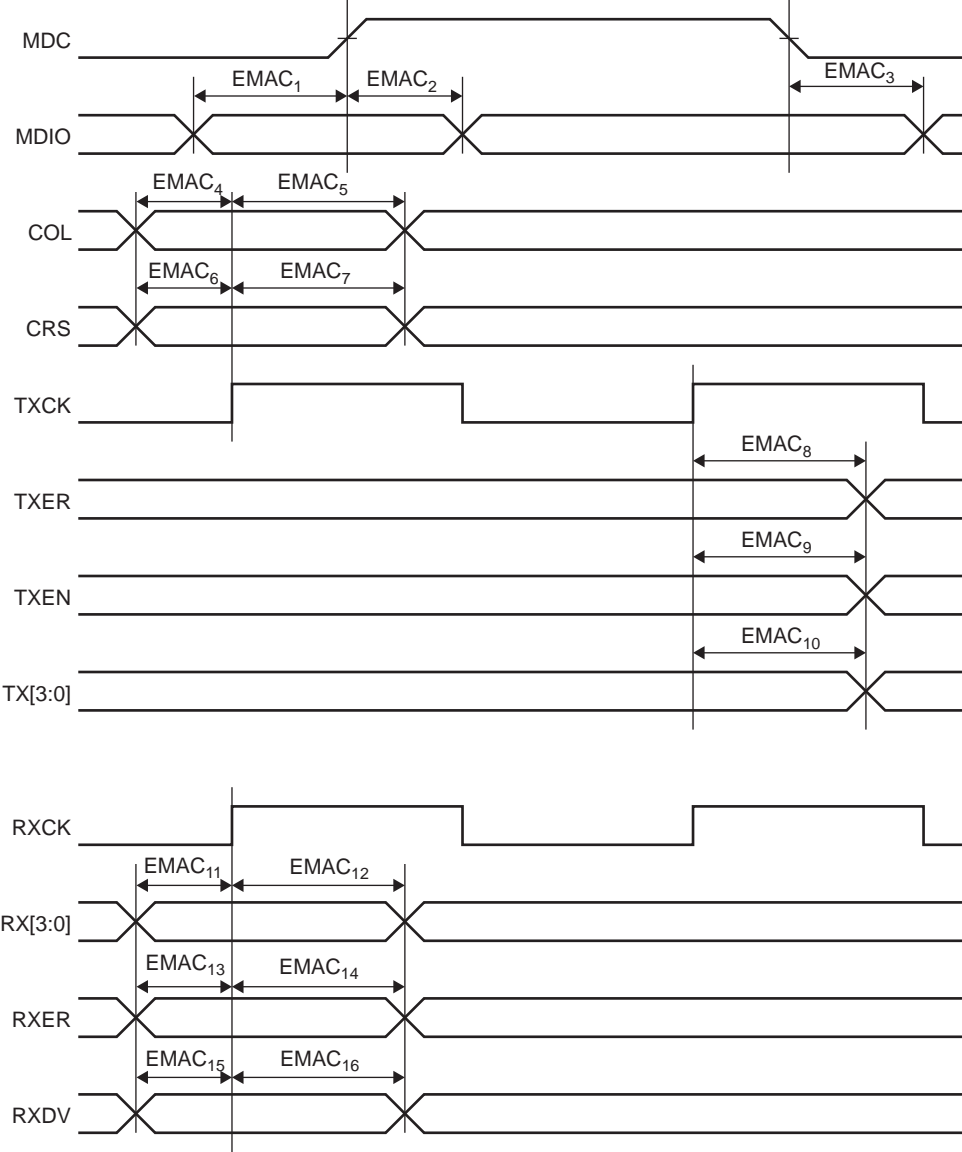 MDC
EMAC1 EMAC2 EMAC3
MDIO
EMAC4 EMAC5
COL
EMAC6 EMAC7
CRS
TXCK
EMAC8
TXER
EMAC9
TXEN
EMAC10
TX[3:0]
RXCK
EMAC11 EMAC12
RX[3:0]
EMAC13 EMAC14
RXER
EMAC15 EMAC16
RXDV